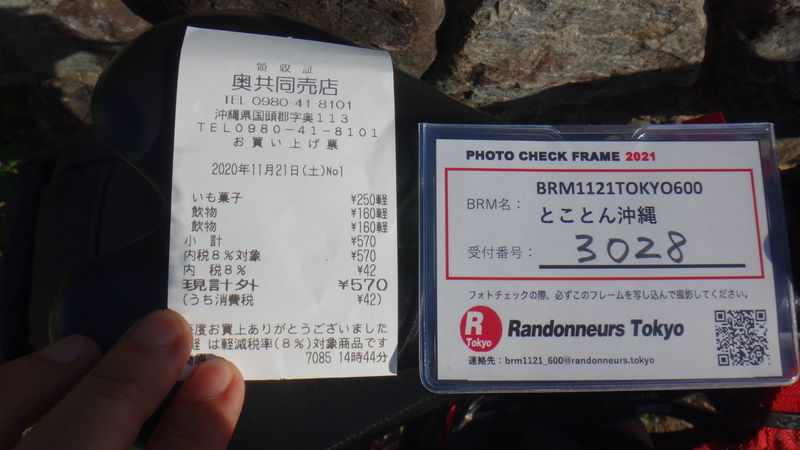 領収証
奥共同売店
TEL 0980-41-8101
沖縄県国頭郡字奥113
TEL0980-41-8101
お買い上げ票
2020年11月21日(土)No1
いも菓子 ¥250軽
飲物 ¥160軽
飲物 ¥160軽
小 計 ¥570
内税8%対象 ¥570
内 税8% ¥42
現計外 ¥570
(うち消費税 ¥42)
度お買上ありがとうございました
は軽減税率(8%)対象商品です
7085 14時44分
PHOTO CHECK FRAME 2021
BRM名:
BRM1121TOKYO600
とことん沖縄
受付番号: 3028
フォトチェックの際、必ずこのフレームを写し込んで撮影してください。
R
Tokyo
Randonneurs Tokyo
連絡先:brm1121_600@randonneurs.tokyo